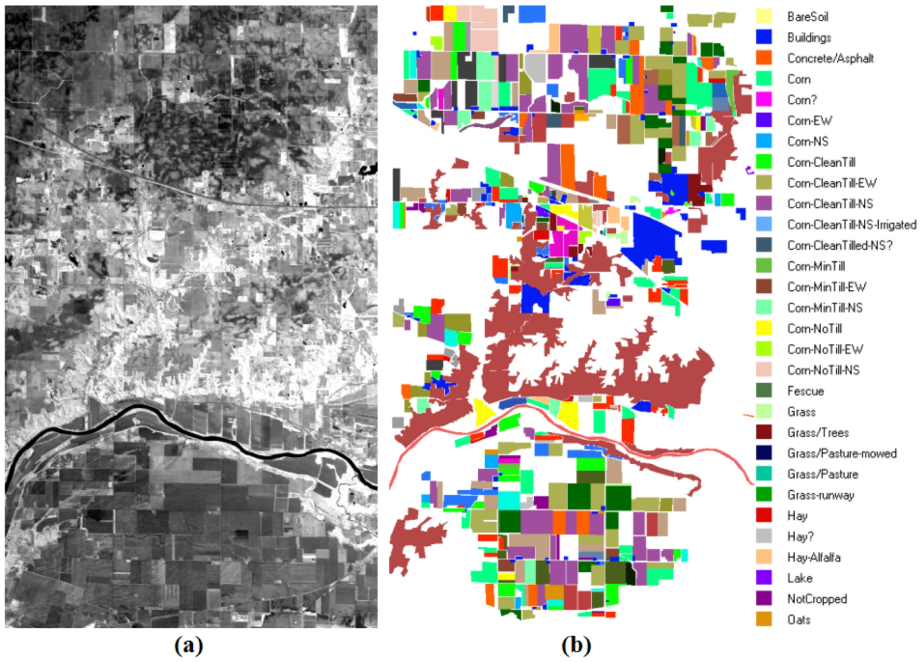 BareSoil
Buildings
Concrete/Asphalt
Corn
Corn?
Corn-EW
Corn-NS
Corn-CleanTill
Corn-CleanTill-EW
Corn-CleanTill-NS
Corn-CleanTill-NS-Irrigated
Corn-CleanTilled-NS?
Corn-MinTill
Corn-MinTill-EW
Corn-MinTill-NS
Corn-NoTill
Corn-NoTill-EW
Corn-NoTill-NS
Fescue
Grass
Grass/Trees
Grass/Pasture-mowed
Grass/Pasture
Grass-runway
Hay
Hay?
Hay-Alfalfa
Lake
NotCropped
Oats
(a)
(b)